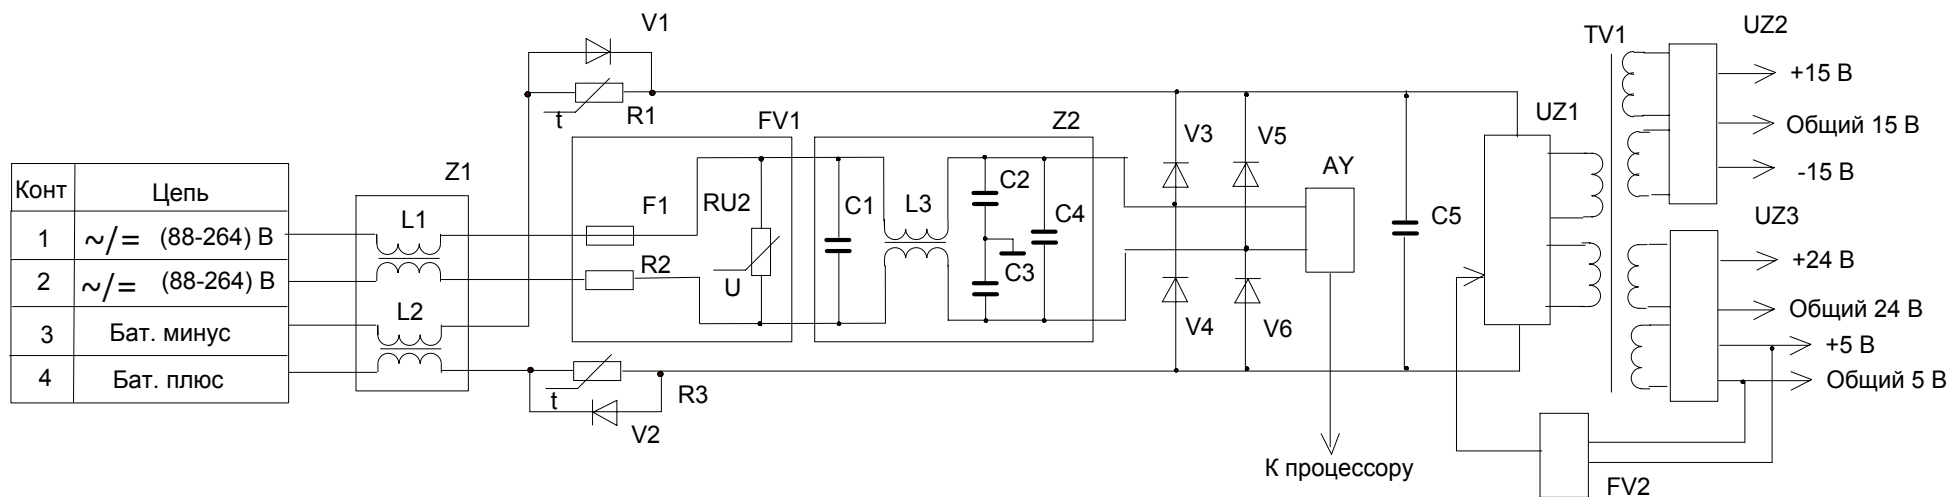 Конт Цепь
1 ~/= (88-264) В
2 ~/= (88-264) В
3 Бат. минус
4 Бат. плюс
Z1
L1
L2
V1
t
R1
FV1
F1
R2
RU2
U
t
R3
V2
Z2
C1
L3
C2
C3
C4
V3
V5
V4
V6
AY
К процессору
C5
UZ1
TV1
UZ2
+15 В
Общий 15 В
-15 В
UZ3
+24 В
Общий 24 В
+5 В
Общий 5 В
FV2